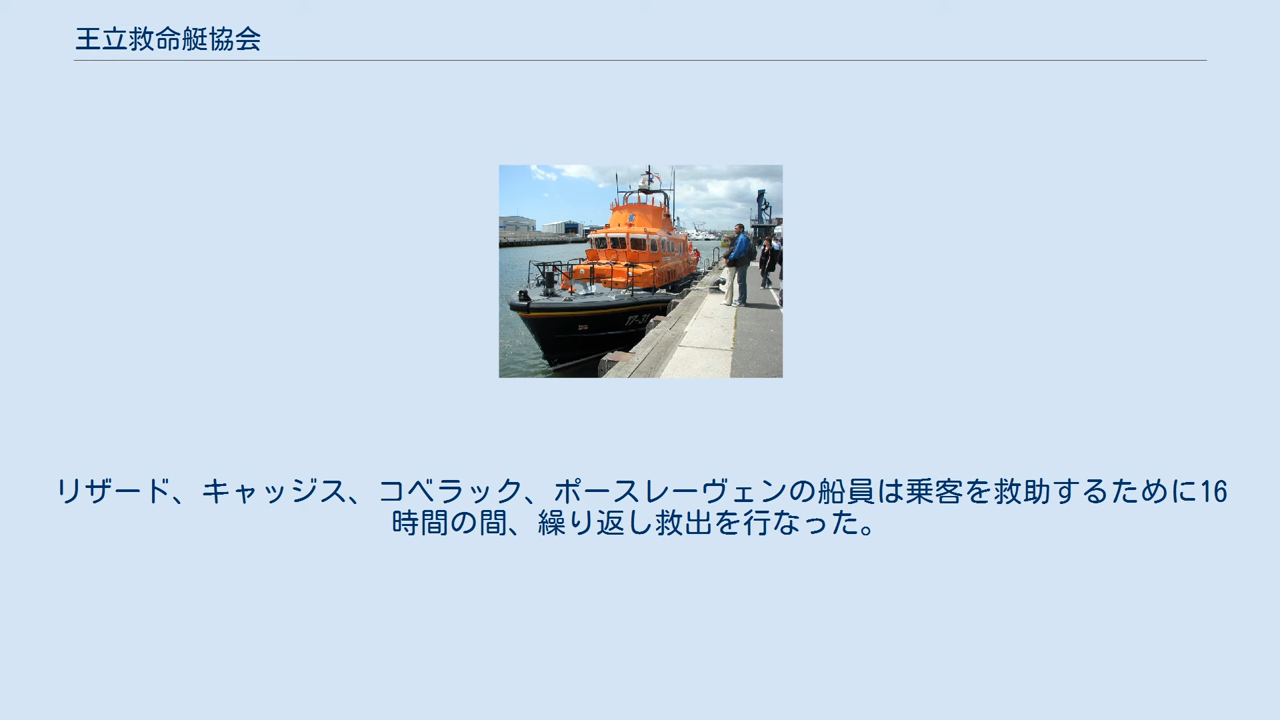 王立救命艇協会
17-31
リザード、キャッジス、コベラック、ポースレーヴェンの船員は乗客を救助するために16
時間の間、繰り返し救出を行なった。